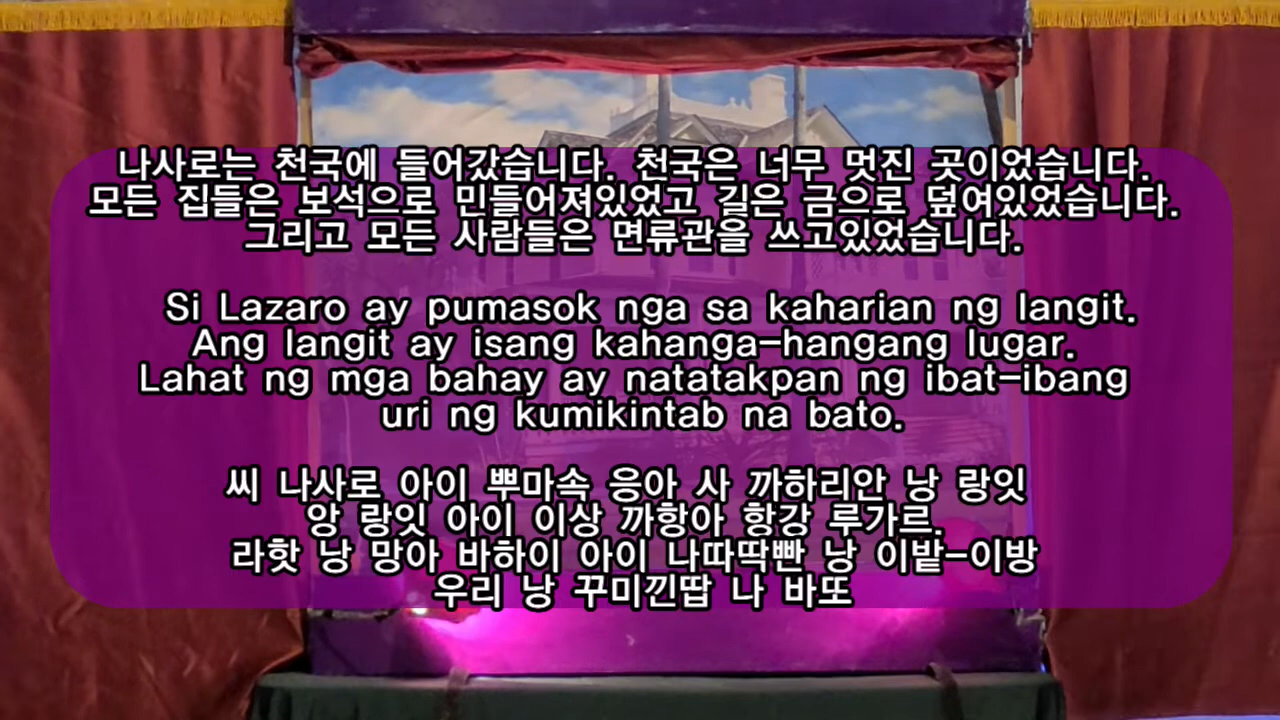 나사로는 천국에 들어갔습니다. 천국은 너무 멋진 곳이었습니다.
모든 집들은 보석으로 민들어져있었고 길은 금으로 덮여있었습니다.
그리고 모든 사람들은 면류관을 쓰고있었습니다.
Si Lazaro ay pumasok nga sa kaharian ng langit.
Ang langit ay isang kahanga-hangang lugar.
Lahat ng mga bahay ay natatakpan ng ibat-ibang
uri ng kumikintab na bato.
씨 나사로 아이 뿌마속 응아 사 까하리안 낭 랑잇
앙 랑잇 아이 이상 까항아 항강 루가르.
라핫 낭 망아 바하이 아이 나따딱빤 낭 이밭-이방
우리 낭 꾸미낀땁 나 바또